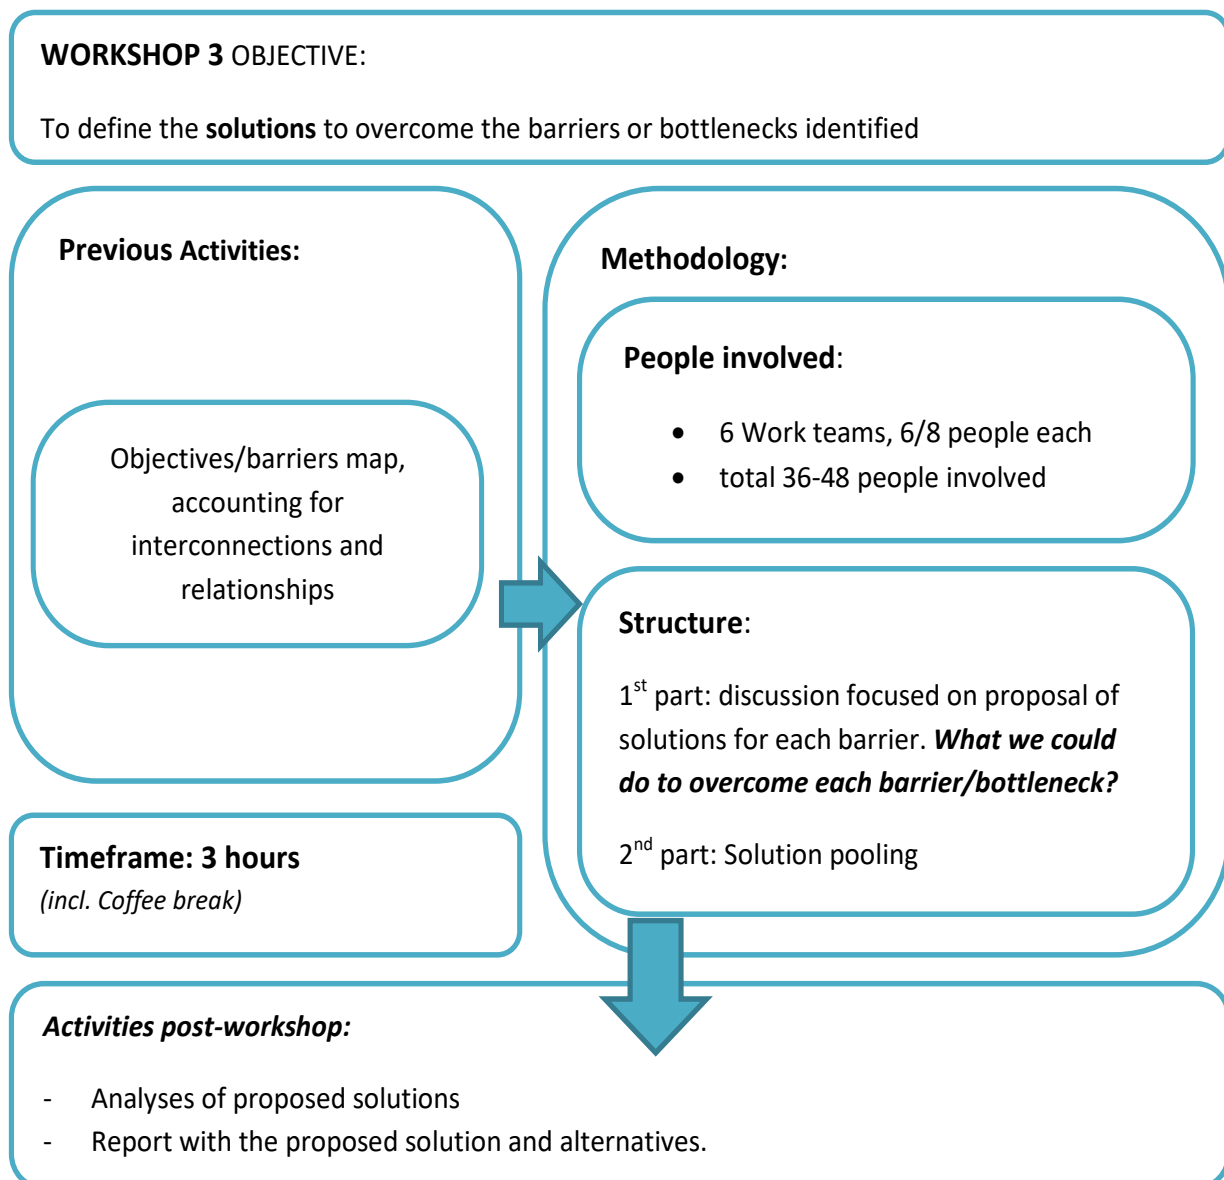 WORKSHOP 3 OBJECTIVE:
To define the solutions to overcome the barriers or bottlenecks identified
Previous Activities:
Objectives/barriers map,
accounting for
interconnections and
relationships
Timeframe: 3 hours
(incl. Coffee break)
Methodology:
People involved:
• 6 Work teams, 6/8 people each
• total 36-48 people involved
Structure:
1st part: discussion focused on proposal of
solutions for each barrier. What we could
do to overcome each barrier/bottleneck?
2nd part: Solution pooling
Activities post-workshop:
- Analyses of proposed solutions
- Report with the proposed solution and alternatives.